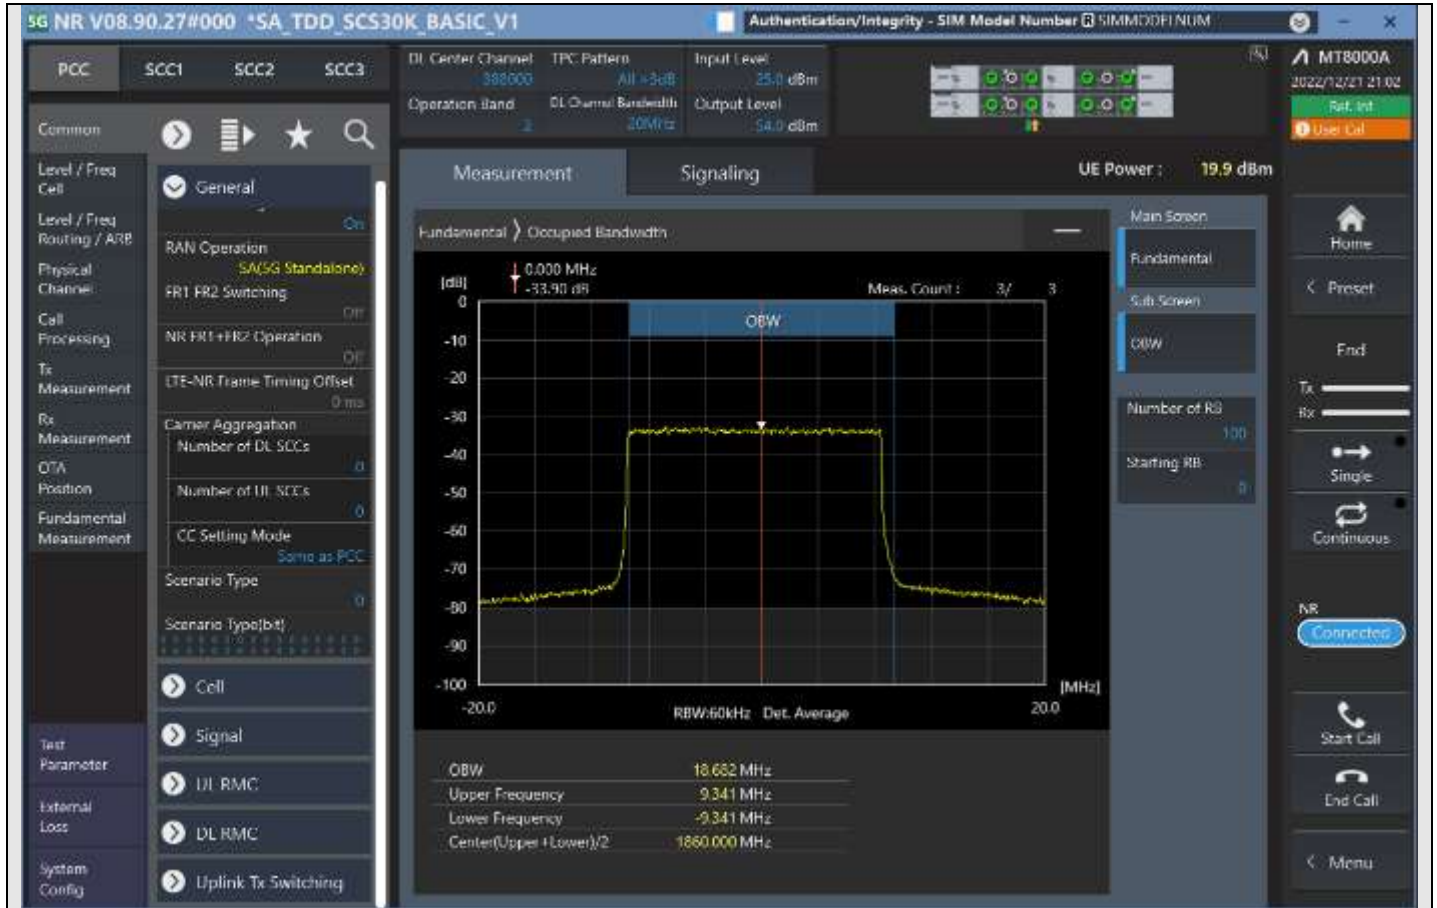 5G NR V08.90.27#000 *SA_TDD_SCS30K_BASIC_V1
Authentication/Integrity - SIM Model Number R SIMMODELNUM
PCC SCC1 SCC2 SCC3
DL Center Channel TPC Pattern Input Level
388000 All +3dB 25.0 dBm
Operation Band DL Channel Bandwidth Output Level
2 20MHz 54.0 dBm
MT8000A
2022/12/21 21:02
Ref. Int
User Cal
Common
Level / Freq
Cell
Level / Freq
Routing / ARB
Physical
Channel
Call
Processing
Tx
Measurement
Rx
Measurement
OTA
Position
Fundamental
Measurement
Test
Parameter
External
Loss
System
Config
General
On
RAN Operation
SA(5G Standalone)
FR1 FR2 Switching
Off
NR FR1+FR2 Operation
Off
LTE-NR Frame Timing Offset
0 ms
Carrier Aggregation
Number of DL SCCs
0
Number of UL SCCs
0
CC Setting Mode
Same as PCC
Scenario Type
0
Scenario Type(bit)
Cell
Signal
UL RMC
DL RMC
Uplink Tx Switching
Measurement Signaling
UE Power : 19.9 dBm
Fundamental Occupied Bandwidth
[dB] 0.000 MHz
-33.90 dB
Meas. Count : 3/ 3
OBW
0
-10
-20
-30
-40
-50
-60
-70
-80
-90
-100
[MHz]
-20.0 20.0
RBW:60kHz Det. Average
OBW 18.682 MHz
Upper Frequency 9.341 MHz
Lower Frequency -9.341 MHz
Center(Upper+Lower)/2 1860.000 MHz
Main Screen
Fundamental
Sub Screen
OBW
Number of RB
100
Starting RB
0
Home
Preset
End
Tx
Rx
Single
Continuous
NR
Connected
Start Call
End Call
Menu